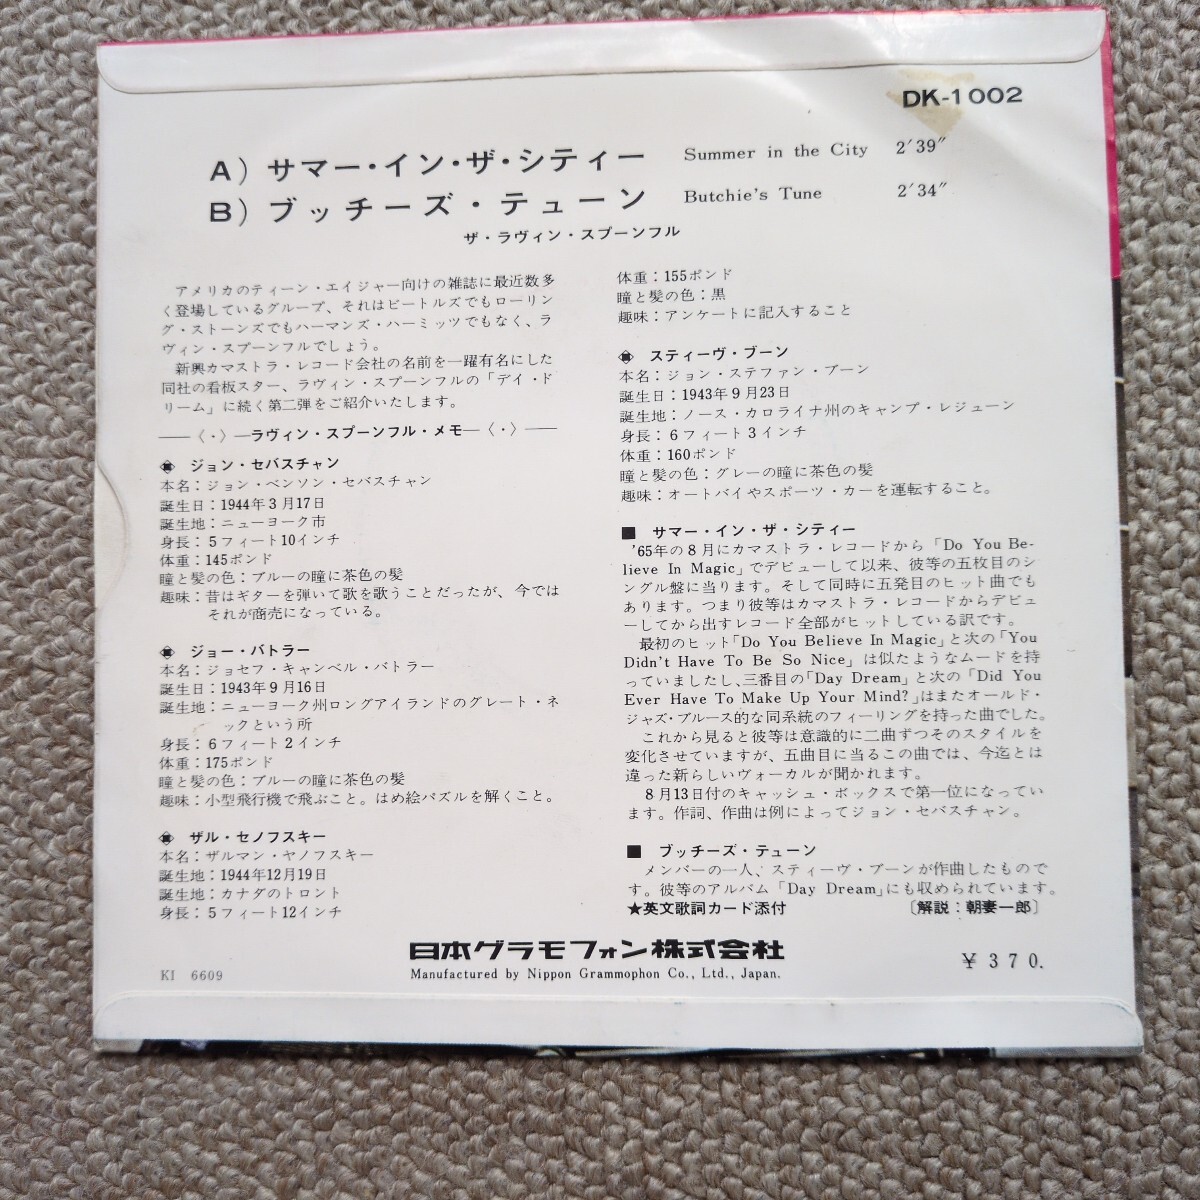 DK-1002
A) サマー・イン・ザ・シティー Summer in the City 2′39″
B) ブッチーズ・テューン Butchie's Tune 2′34″
ザ・ラヴィン・スプーンフル
アメリカのティーン・エイジャー向けの雑誌に最近数多
く登場しているグループ、それはビートルズでもローリン
グ・ストーンズでもハーマンズ・ハーミッツでもなく、ラ
ヴィン・スプーンフルでしょう。
新興カマストラ・レコード会社の名前を一躍有名にした
同社の看板スター、ラヴィン・スプーンフルの「デイ・ド
リーム」に続く第二弾をご紹介いたします。
──〈・〉─ラヴィン・スプーンフル・メモ─〈・〉──
◈ ジョン・セバスチャン
本名：ジョン・ベンソン・セバスチャン
誕生日：1944年3月17日
誕生地：ニューヨーク市
身長：5フィート10インチ
体重：145ポンド
瞳と髪の色：ブルーの瞳に茶色の髪
趣味：昔はギターを弾いて歌を歌うことだったが、今では
それが商売になっている。
◈ ジョー・バトラー
本名：ジョセフ・キャンベル・バトラー
誕生日：1943年9月16日
誕生地：ニューヨーク州ロングアイランドのグレート・ネ
ックという所
身長：6フィート2インチ
体重：175ポンド
瞳と髪の色：ブルーの瞳に茶色の髪
趣味：小型飛行機で飛ぶこと。はめ絵パズルを解くこと。
◈ ザル・セノフスキー
本名：ザルマン・ヤノフスキー
誕生地：1944年12月19日
誕生地：カナダのトロント
身長：5フィート12インチ
体重：155ポンド
瞳と髪の色：黒
趣味：アンケートに記入すること
◈ スティーヴ・ブーン
本名：ジョン・ステファン・ブーン
誕生日：1943年9月23日
誕生地：ノース・カロライナ州のキャンプ・レジューン
身長：6フィート3インチ
体重：160ポンド
瞳と髪の色：グレーの瞳に茶色の髪
趣味：オートバイやスポーツ・カーを運転すること。
■ サマー・イン・ザ・シティー
’65年の8月にカマストラ・レコードから「Do You Be-
lieve In Magic」でデビューして以来、彼等の五枚目のシ
ングル盤に当ります。そして同時に五発目のヒット曲でも
あります。つまり彼等はカマストラ・レコードからデビュ
ーしてから出すレコード全部がヒットしている訳です。
最初のヒット「Do You Believe In Magic」と次の「You
Didn't Have To Be So Nice」は似たようなムードを持
っていましたし、三番目の「Day Dream」と次の「Did You
Ever Have To Make Up Your Mind?」はまたオールド・
ジャズ・ブルース的な同系統のフィーリングを持った曲でした。
これから見ると彼等は意識的に二曲ずつそのスタイルを
変化させていますが、五曲目に当るこの曲では、今迄とは
違った新らしいヴォーカルが聞かれます。
8月13日付のキャッシュ・ボックスで第一位になってい
ます。作詞、作曲は例によってジョン・セバスチャン。
■ ブッチーズ・テューン
メンバーの一人、スティーヴ・ブーンが作曲したもので
す。彼等のアルバム「Day Dream」にも収められています。
★英文歌詞カード添付 〔解説：朝妻一郎〕
日本グラモフォン株式会社
Manufactured by Nippon Grammophon Co., Ltd., Japan.
¥370.
KI 6609